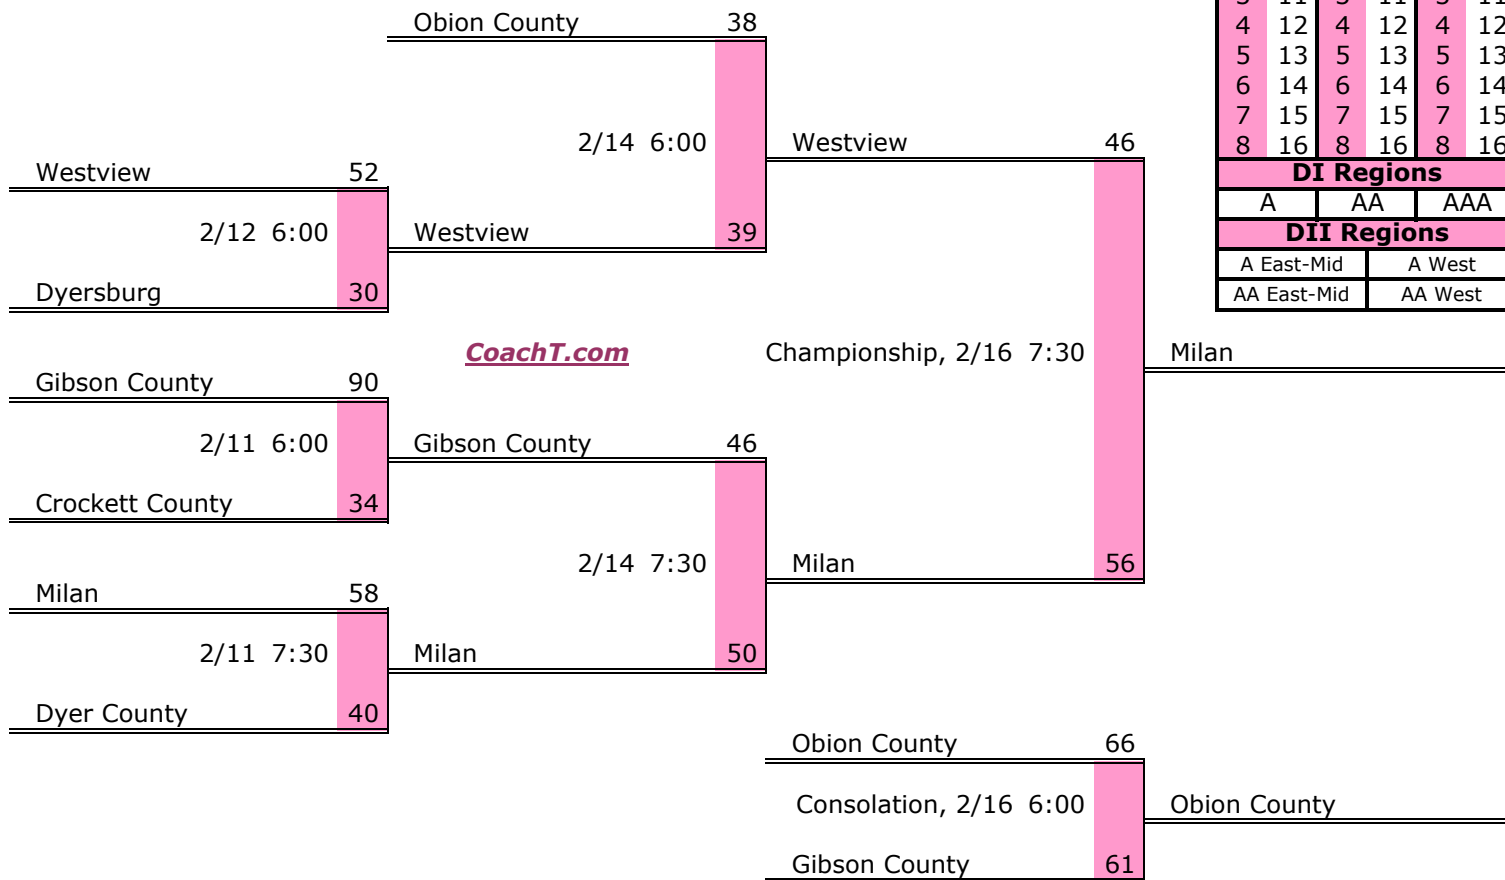 3 11 3 11 3 11
Obion County 38
4 12 4 12 4 12
5 13 5 13 5 13
6 14 6 14 6 14
7 15 7 15 7 15
2/14 6:00 Westview 46
8 16 8 16 8 16
Westview 52
DI Regions
A AA AAA
2/12 6:00 Westview 39
DII Regions
A East-Mid A West
Dyersburg 30
AA East-Mid AA West
CoachT.com Championship, 2/16 7:30 Milan
Gibson County 90
2/11 6:00 Gibson County 46
Crockett County 34
2/14 7:30 Milan 56
Milan 58
2/11 7:30 Milan 50
Dyer County 40
Obion County 66
Consolation, 2/16 6:00 Obion County
Gibson County 61